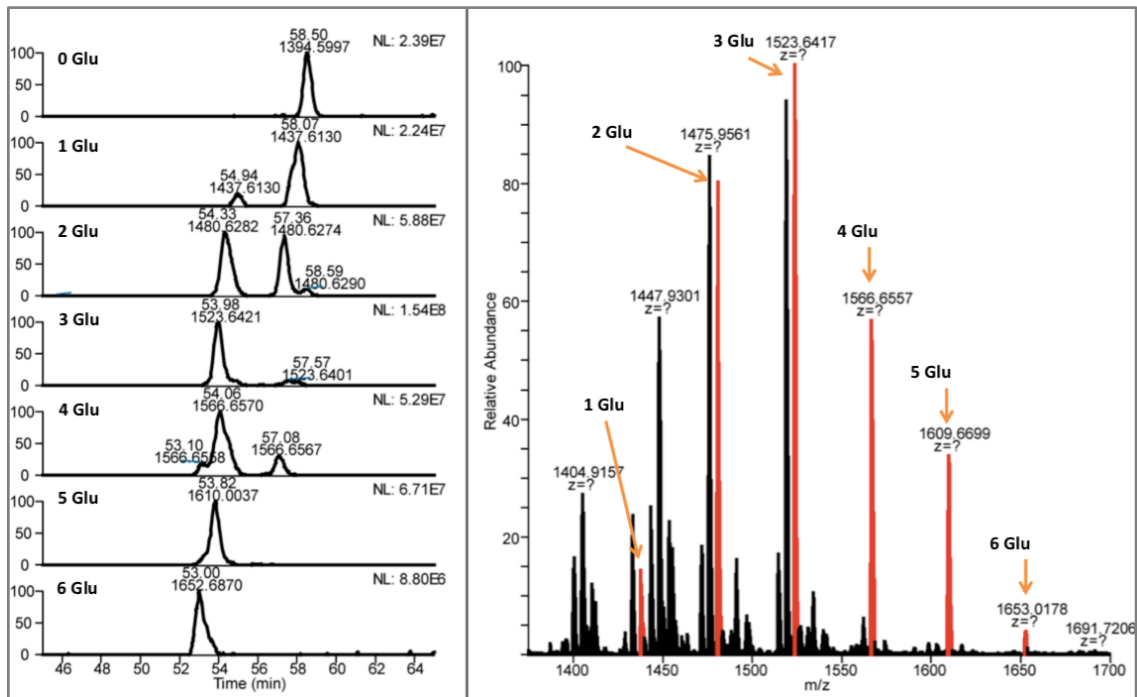 58.50
1394.5997
NL: 2.39E7
0 Glu
100
50
0
58.07
1437.6130
NL: 2.24E7
1 Glu
54.94
1437.6130
100
50
0
54.33
1480.6282
57.36
1480.6274
NL: 5.88E7
2 Glu
58.59
1480.6290
100
50
0
53.98
1523.6421
NL: 1.54E8
3 Glu
57.57
1523.6401
100
50
0
54.06
1566.6570
NL: 5.29E7
4 Glu
53.10
1566.6568
57.08
1566.6567
100
50
0
53.82
1610.0037
NL: 6.71E7
5 Glu
100
50
0
53.00
1652.6870
NL: 8.80E6
6 Glu
100
50
0
46 48 50 52 54 56 58 60 62 64
Time (min)
3 Glu
1523.6417
z=?
100
2 Glu
1475.9561
z=?
80
4 Glu
1566.6557
z=?
60
1447.9301
z=?
Relative Abundance
5 Glu
1609.6699
z=?
1 Glu
40
1404.9157
z=?
20
6 Glu
1653.0178
z=?
1691.7206
z=?
1400 1450 1500 1550 1600 1650 1700
m/z